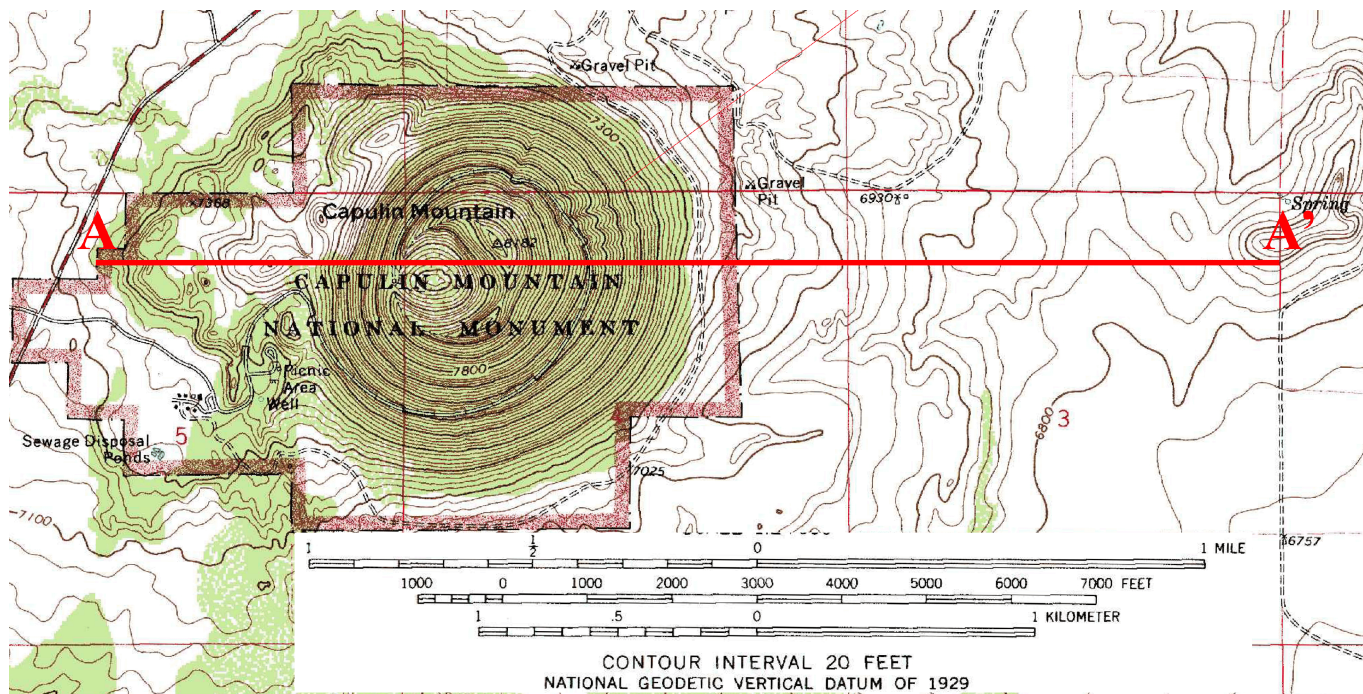 Gravel Pit
7300
Gravel
Pit
6930
Spring
7368
Capulin Mountain
8182
A
A’
CAPULIN MOUNTAIN
NATIONAL MONUMENT
7800
Picnic
Area
Well
6800
3
Sewage Disposal
Ponds
5
7025
7100
6757
1 ½ 0 1 MILE
1000 0 1000 2000 3000 4000 5000 6000 7000 FEET
1 .5 0 1 KILOMETER
CONTOUR INTERVAL 20 FEET
NATIONAL GEODETIC VERTICAL DATUM OF 1929